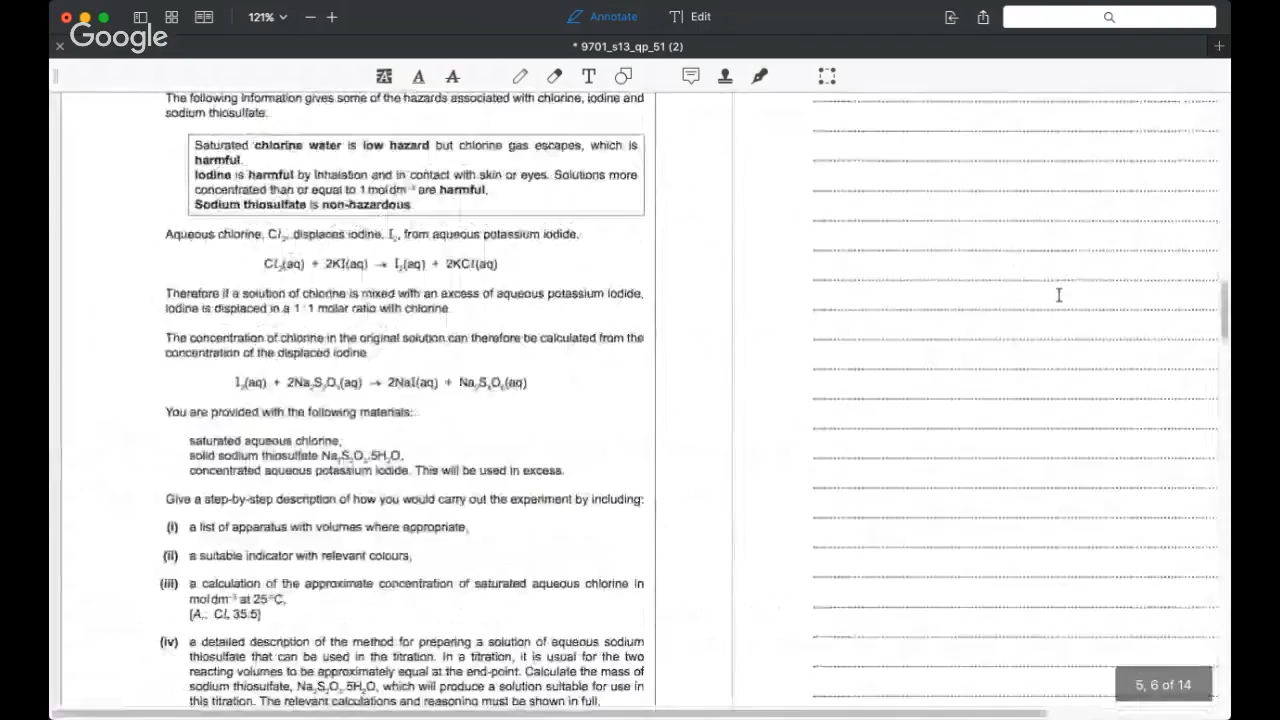 121%
Annotate
Edit
Google
* 9701_s13_qp_51 (2)
The following information gives some of the hazards associated with chlorine, iodine and
sodium thiosulfate.
Saturated chlorine water is low hazard but chlorine gas escapes, which is
harmful.
Iodine is harmful by inhalation and in contact with skin or eyes. Solutions more
concentrated than or equal to 1 mol dm⁻³ are harmful.
Sodium thiosulfate is non-hazardous.
Aqueous chlorine, Cl₂, displaces iodine, I₂, from aqueous potassium iodide.
Cl₂(aq) + 2KI(aq) → I₂(aq) + 2KCl(aq)
Therefore if a solution of chlorine is mixed with an excess of aqueous potassium iodide,
iodine is displaced in a 1 : 1 molar ratio with chlorine.
The concentration of chlorine in the original solution can therefore be calculated from the
concentration of the displaced iodine.
I₂(aq) + 2Na₂S₂O₃(aq) → 2NaI(aq) + Na₂S₄O₆(aq)
You are provided with the following materials:
saturated aqueous chlorine,
solid sodium thiosulfate Na₂S₂O₃.5H₂O,
concentrated aqueous potassium iodide. This will be used in excess.
Give a step-by-step description of how you would carry out the experiment by including:
(i) a list of apparatus with volumes where appropriate,
(ii) a suitable indicator with relevant colours,
(iii) a calculation of the approximate concentration of saturated aqueous chlorine in
mol dm⁻³ at 25 °C,
[Aᵣ: Cl, 35.5]
(iv) a detailed description of the method for preparing a solution of aqueous sodium
thiosulfate that can be used in the titration. In a titration, it is usual for the two
reacting volumes to be approximately equal at the end-point. Calculate the mass of
sodium thiosulfate, Na₂S₂O₃.5H₂O, which will produce a solution suitable for use in
this titration. The relevant calculations and reasoning must be shown in full.
5, 6 of 14